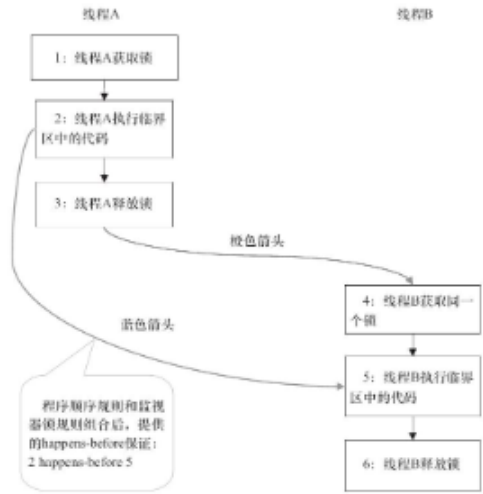 线程A
线程B
1：线程A获取锁
2：线程A执行临界
区中的代码
3：线程A释放锁
橙色箭头
4：线程B获取同一
个锁
蓝色箭头
5：线程B执行临界
区中的代码
程序顺序规则和监视
器锁规则组合后，提供
的happens-before保证：
2 happens-before 5
6：线程B释放锁